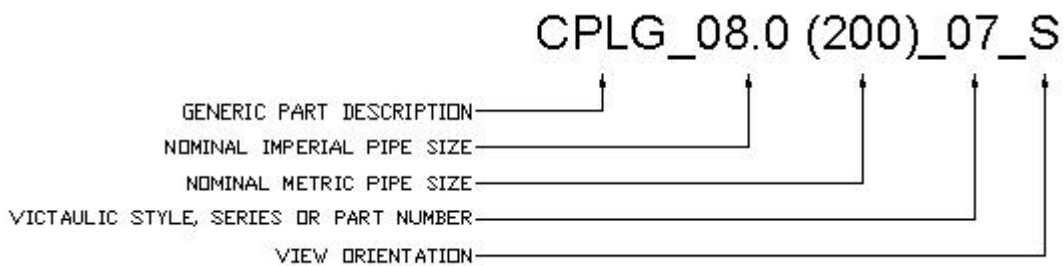 CPLG_08.0 (200)_07_S
GENERIC PART DESCRIPTION
NOMINAL IMPERIAL PIPE SIZE
NOMINAL METRIC PIPE SIZE
VICTAULIC STYLE, SERIES OR PART NUMBER
VIEW ORIENTATION